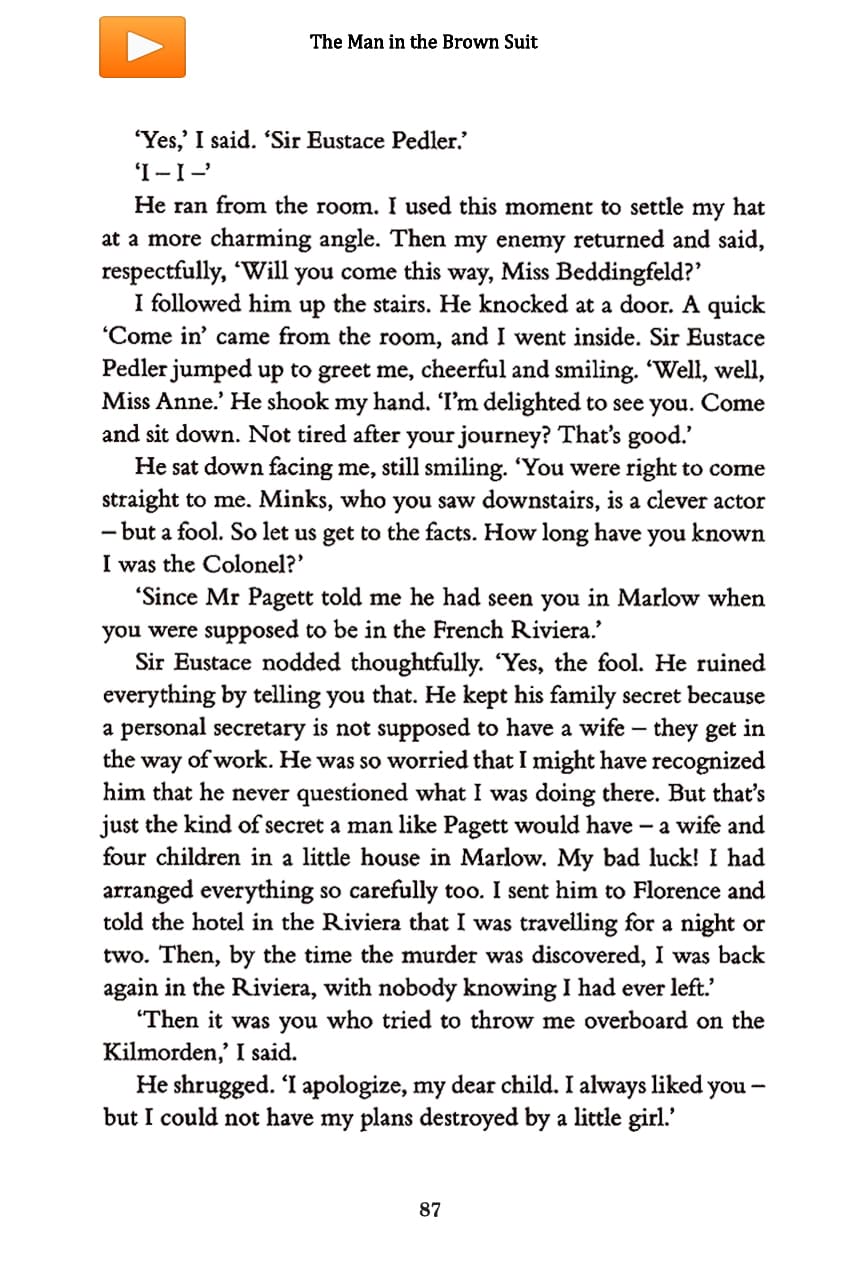 The Man in the Brown Suit
‘Yes,’ I said. ‘Sir Eustace Pedler.’
‘I – I –’
He ran from the room. I used this moment to settle my hat
at a more charming angle. Then my enemy returned and said,
respectfully, ‘Will you come this way, Miss Beddingfeld?’
I followed him up the stairs. He knocked at a door. A quick
‘Come in’ came from the room, and I went inside. Sir Eustace
Pedler jumped up to greet me, cheerful and smiling. ‘Well, well,
Miss Anne.’ He shook my hand. ‘I’m delighted to see you. Come
and sit down. Not tired after your journey? That’s good.’
He sat down facing me, still smiling. ‘You were right to come
straight to me. Minks, who you saw downstairs, is a clever actor
– but a fool. So let us get to the facts. How long have you known
I was the Colonel?’
‘Since Mr Pagett told me he had seen you in Marlow when
you were supposed to be in the French Riviera.’
Sir Eustace nodded thoughtfully. ‘Yes, the fool. He ruined
everything by telling you that. He kept his family secret because
a personal secretary is not supposed to have a wife – they get in
the way of work. He was so worried that I might have recognized
him that he never questioned what I was doing there. But that’s
just the kind of secret a man like Pagett would have – a wife and
four children in a little house in Marlow. My bad luck! I had
arranged everything so carefully too. I sent him to Florence and
told the hotel in the Riviera that I was travelling for a night or
two. Then, by the time the murder was discovered, I was back
again in the Riviera, with nobody knowing I had ever left.’
‘Then it was you who tried to throw me overboard on the
Kilmorden,’ I said.
He shrugged. ‘I apologize, my dear child. I always liked you –
but I could not have my plans destroyed by a little girl.’
87